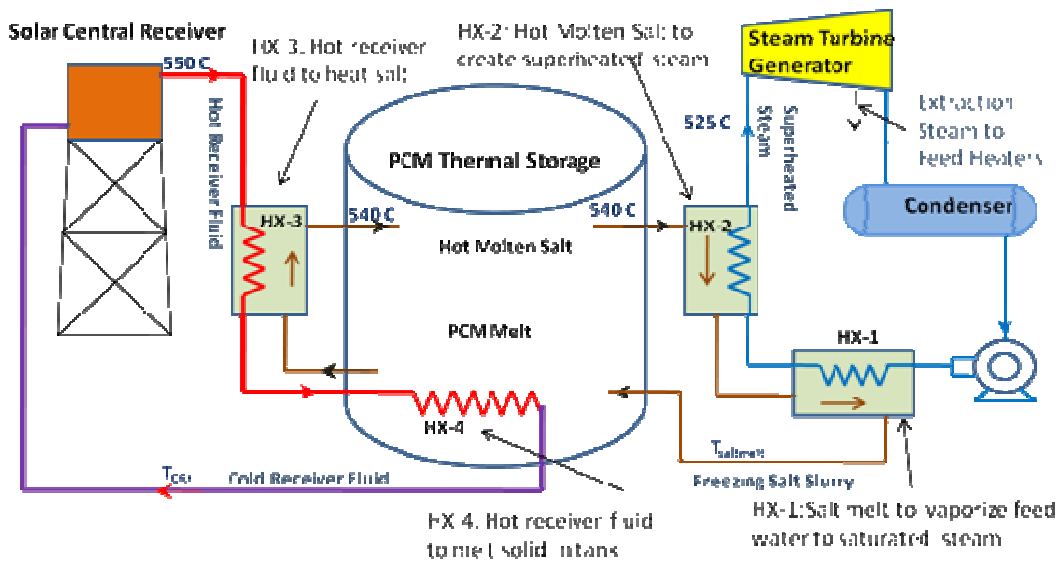 Solar Central Receiver
550 C
Hot Receiver Fluid
HX 3. Hot receiver
fluid to heat salt
HX-3
540 C
PCM Thermal Storage
Hot Molten Salt
PCM Melt
HX-4
540 C
HX-2: Hot Molten Salt to
create superheated steam
HX-2
525 C
Superheated
Steam
Steam Turbine
Generator
Extraction
Steam to
Feed Heaters
Condenser
HX-1
Tsaltmelt
Freezing Salt Slurry
Cold Receiver Fluid
HX 4. Hot receiver fluid
to melt solid
HX-1:Salt melt to vaporize feed
water to saturated steam